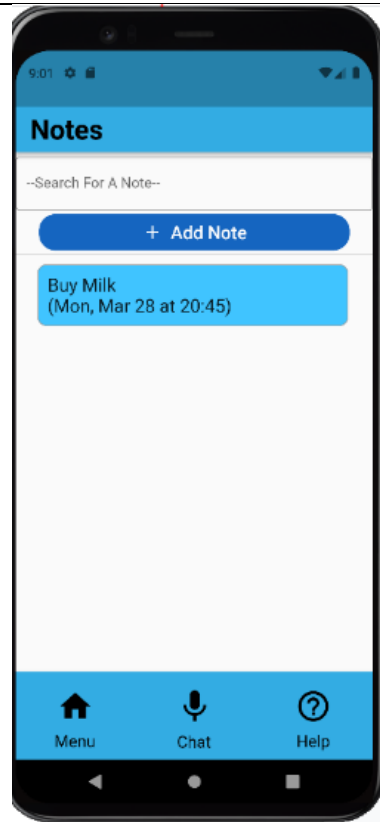 9:01
Notes
--Search For A Note--
+ Add Note
Buy Milk
(Mon, Mar 28 at 20:45)
Menu
Chat
Help